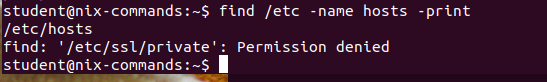 student@nix-commands:~$ find /etc -name hosts -print
/etc/hosts
find: '/etc/ssl/private': Permission denied
student@nix-commands:~$